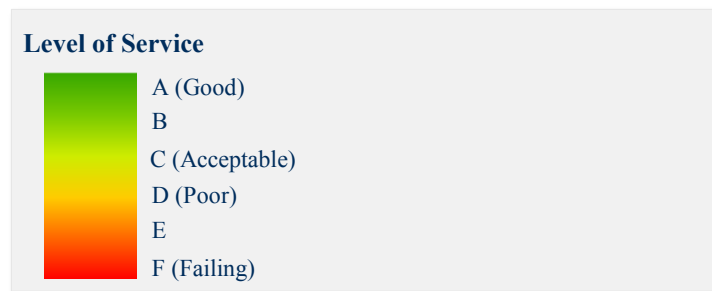 Level of Service
A (Good)
B
C (Acceptable)
D (Poor)
E
F (Failing)